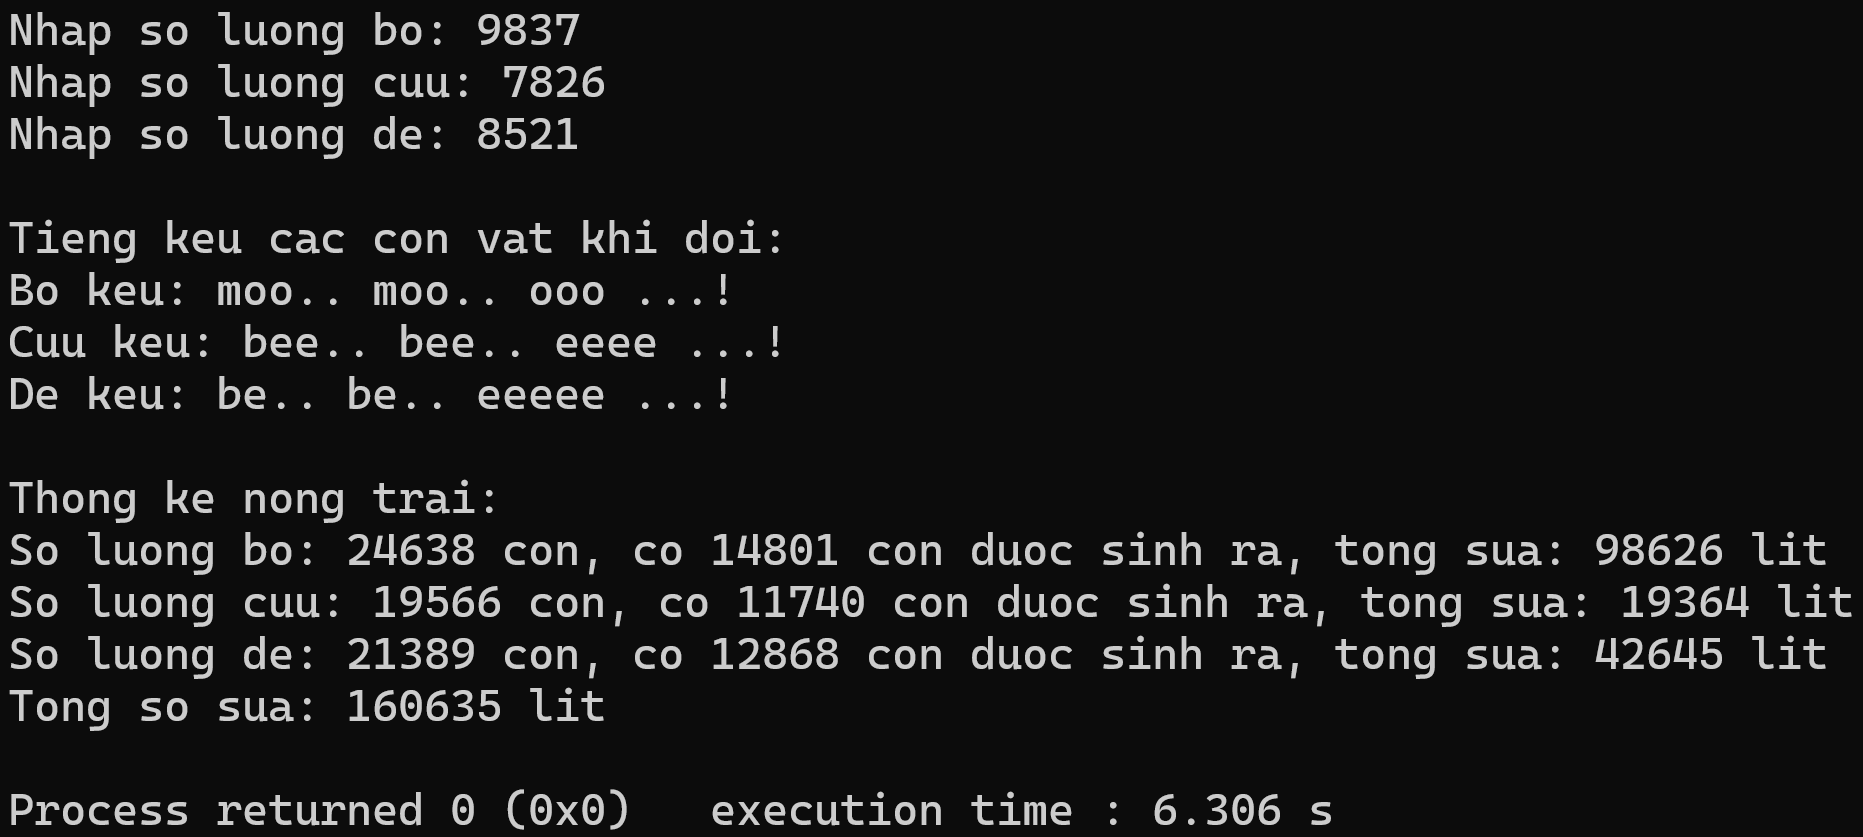 Nhap so luong bo: 9837
Nhap so luong cuu: 7826
Nhap so luong de: 8521
Tieng keu cac con vat khi doi:
Bo keu: moo.. moo.. ooo ...!
Cuu keu: bee.. bee.. eeee ...!
De keu: be.. be.. eeeee ...!
Thong ke nong trai:
So luong bo: 24638 con, co 14801 con duoc sinh ra, tong sua: 98626 lit
So luong cuu: 19566 con, co 11740 con duoc sinh ra, tong sua: 19364 lit
So luong de: 21389 con, co 12868 con duoc sinh ra, tong sua: 42645 lit
Tong so sua: 160635 lit
Process returned 0 (0x0)   execution time : 6.306 s